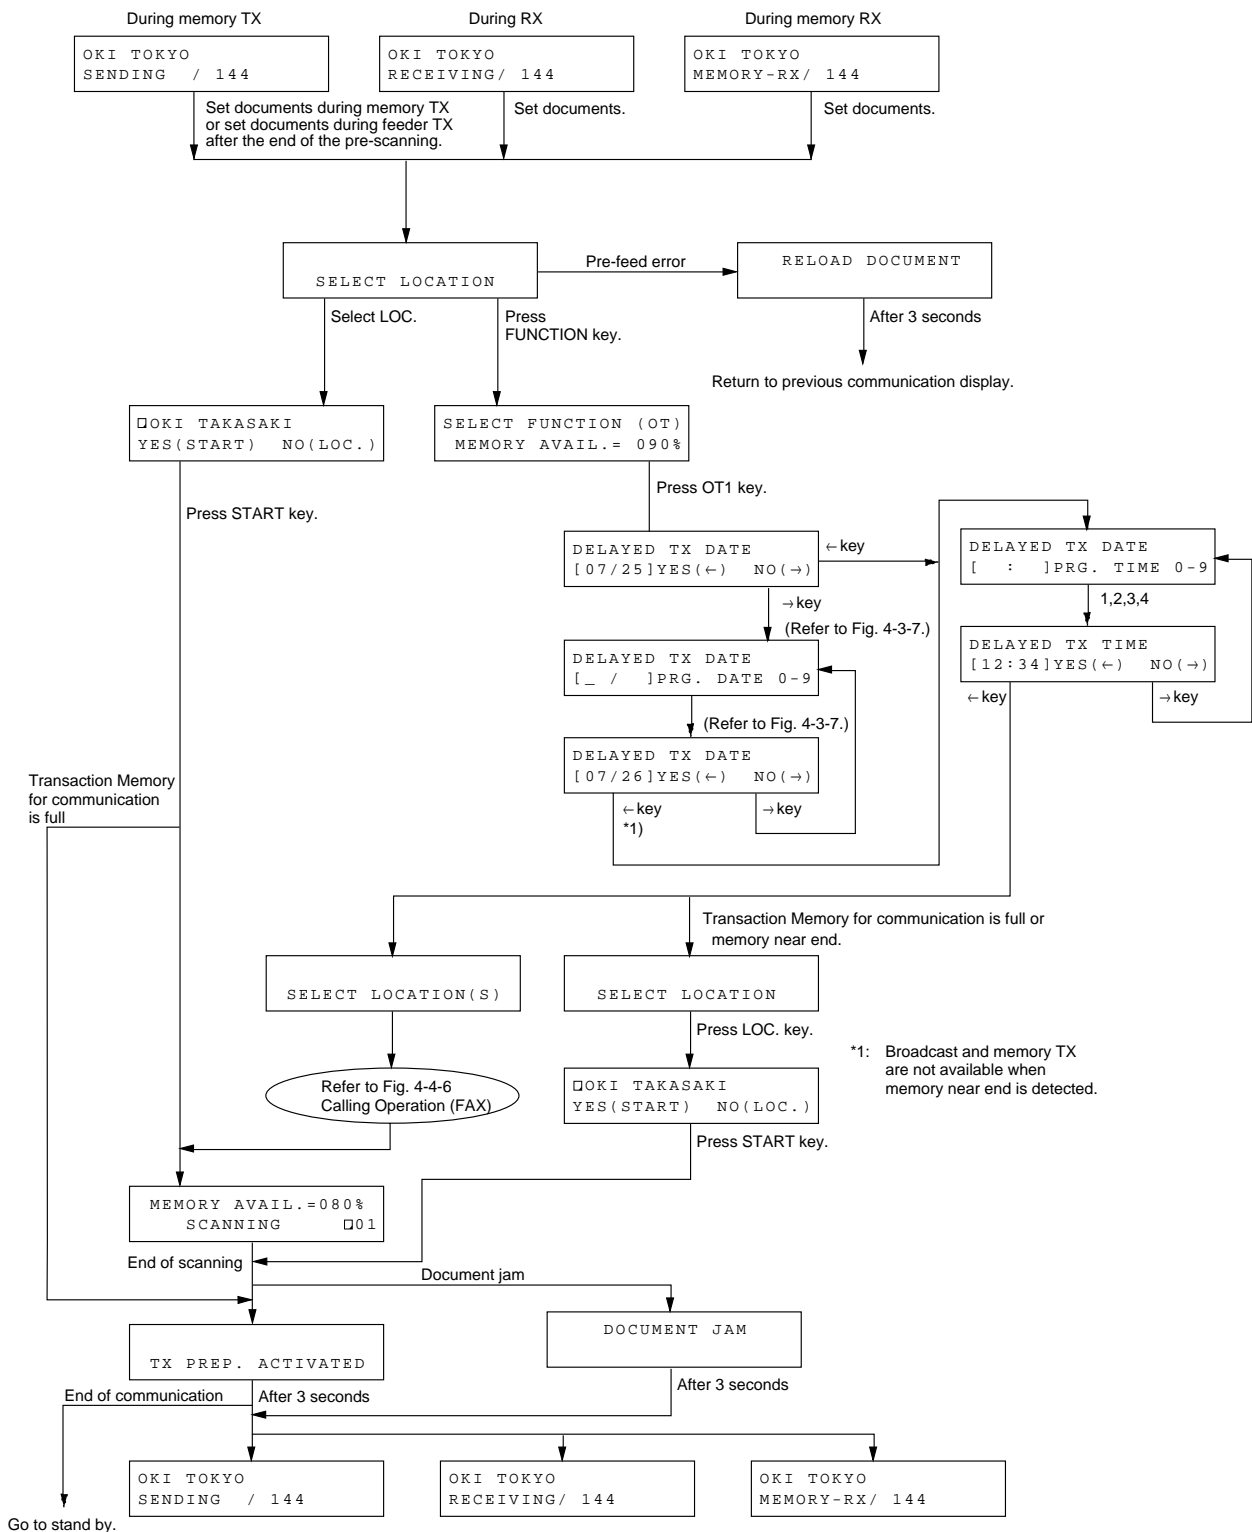 During memory TX
During RX
During memory RX
OKI TOKYO
SENDING / 144
OKI TOKYO
RECEIVING/ 144
OKI TOKYO
MEMORY-RX/ 144
Set documents during memory TX
or set documents during feeder TX
after the end of the pre-scanning.
Set documents.
Set documents.
SELECT LOCATION
Pre-feed error
RELOAD DOCUMENT
Select LOC.
Press
FUNCTION key.
After 3 seconds
Return to previous communication display.
OKI TAKASAKI
YES(START) NO(LOC.)
SELECT FUNCTION (OT)
MEMORY AVAIL.= 090%
Press OT1 key.
Press START key.
DELAYED TX DATE
[07/25]YES(←) NO(→)
←key
DELAYED TX DATE
[ : ]PRG. TIME 0-9
→key
1,2,3,4
(Refer to Fig. 4-3-7.)
DELAYED TX DATE
[_ / ]PRG. DATE 0-9
DELAYED TX TIME
[12:34]YES(←) NO(→)
←key
→key
(Refer to Fig. 4-3-7.)
DELAYED TX DATE
[07/26]YES(←) NO(→)
Transaction Memory
for communication
is full
←key
*1)
→key
Transaction Memory for communication is full or
memory near end.
SELECT LOCATION(S)
SELECT LOCATION
Press LOC. key.
*1: Broadcast and memory TX
are not available when
memory near end is detected.
Refer to Fig. 4-4-6
Calling Operation (FAX)
OKI TAKASAKI
YES(START) NO(LOC.)
Press START key.
MEMORY AVAIL.=080%
SCANNING 01
End of scanning
Document jam
DOCUMENT JAM
TX PREP. ACTIVATED
After 3 seconds
End of communication
After 3 seconds
OKI TOKYO
SENDING / 144
OKI TOKYO
RECEIVING/ 144
OKI TOKYO
MEMORY-RX/ 144
Go to stand by.